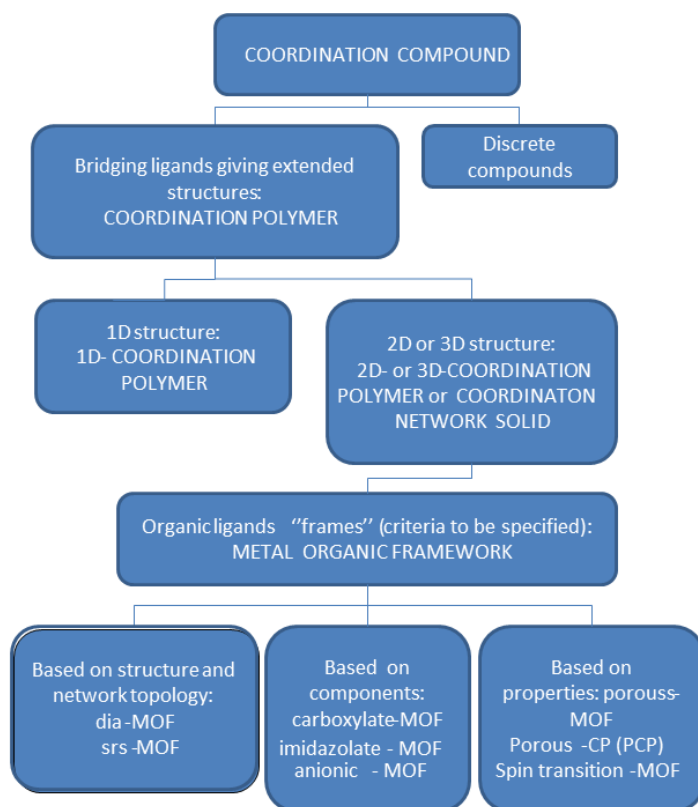 COORDINATION COMPOUND
Discrete
compounds
Bridging ligands giving extended
structures:
COORDINATION POLYMER
1D structure:
1D- COORDINATION
POLYMER
2D or 3D structure:
2D- or 3D-COORDINATION
POLYMER or COORDINATON
NETWORK SOLID
Organic ligands ‘’frames’’ (criteria to be specified):
METAL ORGANIC FRAMEWORK
Based on structure and
network topology:
dia -MOF
srs -MOF
Based on
components:
carboxylate-MOF
imidazolate - MOF
anionic - MOF
Based on
properties: porouss-
MOF
Porous -CP (PCP)
Spin transition -MOF